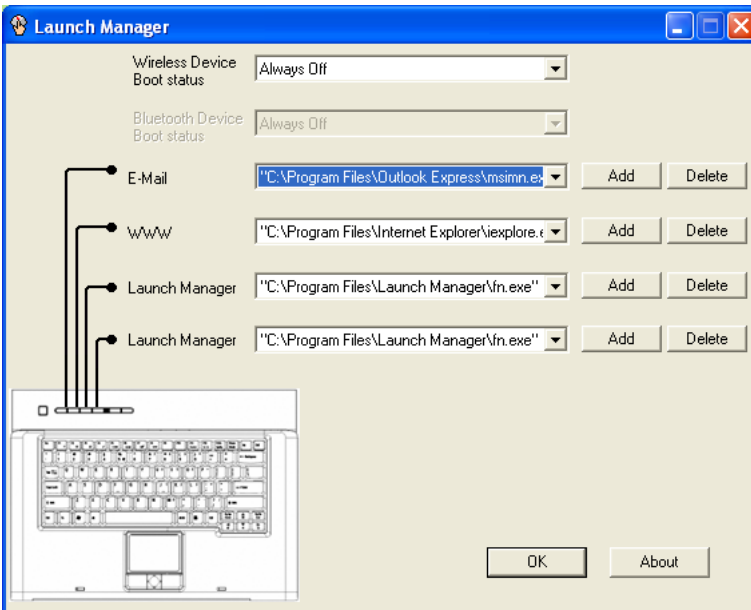 Launch Manager
Wireless Device
Boot status
Always Off
Bluetooth Device
Boot status
Always Off
E-Mail
"C:\Program Files\Outlook Express\msimn.ex
Add
Delete
WWW
"C:\Program Files\Internet Explorer\iexplore.e
Add
Delete
Launch Manager
"C:\Program Files\Launch Manager\fn.exe"
Add
Delete
Launch Manager
"C:\Program Files\Launch Manager\fn.exe"
Add
Delete
OK
About